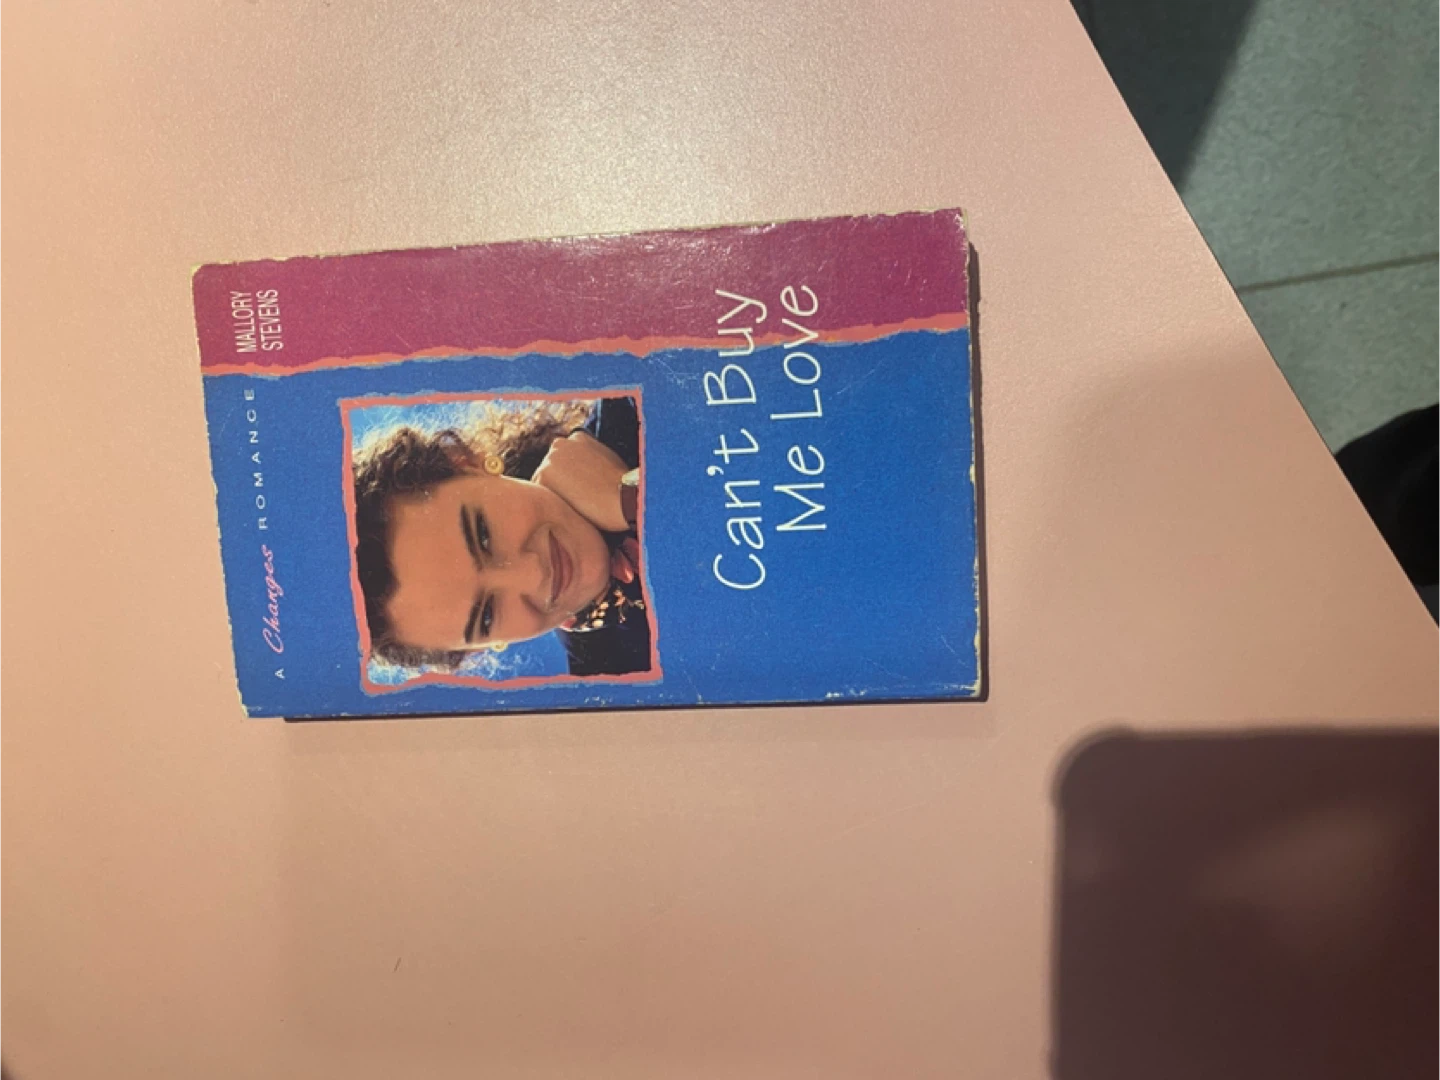 A Changes ROMANCE
MALLORY
STEVENS
Can't Buy
Me Love